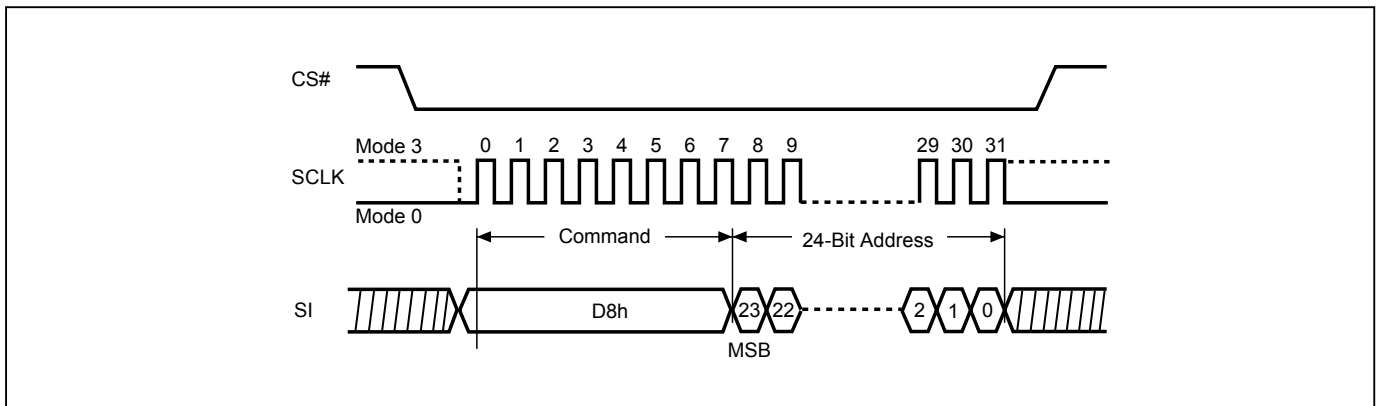 CS#
Mode 3 0 1 2 3 4 5 6 7 8 9 29 30 31
SCLK
Mode 0
Command 24-Bit Address
SI D8h 23 22 2 1 0
MSB